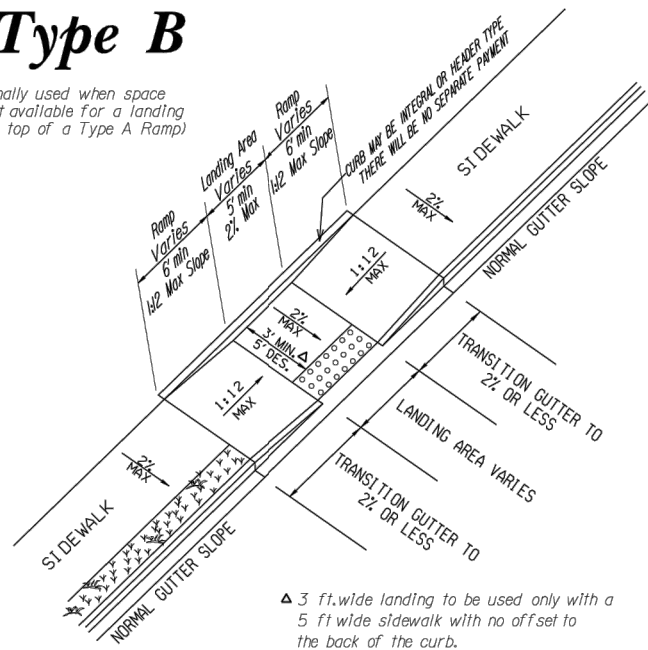 Type B
nally used when space
t available for a landing
top of a Type A Ramp)
Ramp
Varies
6' min
1:12 Max Slope
Landing Area
Varies
5' min
2% Max
Ramp
Varies
6' min
1:12 Max Slope
CURB MAY BE INTEGRAL OR HEADER TYPE
THERE WILL BE NO SEPARATE PAYMENT
SIDEWALK
2%
MAX
NORMAL GUTTER SLOPE
1:12
MAX
2%
MAX
3' MIN. Δ
5' DES.
1:12
MAX
TRANSITION GUTTER TO
2% OR LESS
LANDING AREA VARIES
TRANSITION GUTTER TO
2% OR LESS
2%
MAX
SIDEWALK
NORMAL GUTTER SLOPE
Δ 3 ft.wide landing to be used only with a
5 ft wide sidewalk with no offset to
the back of the curb.